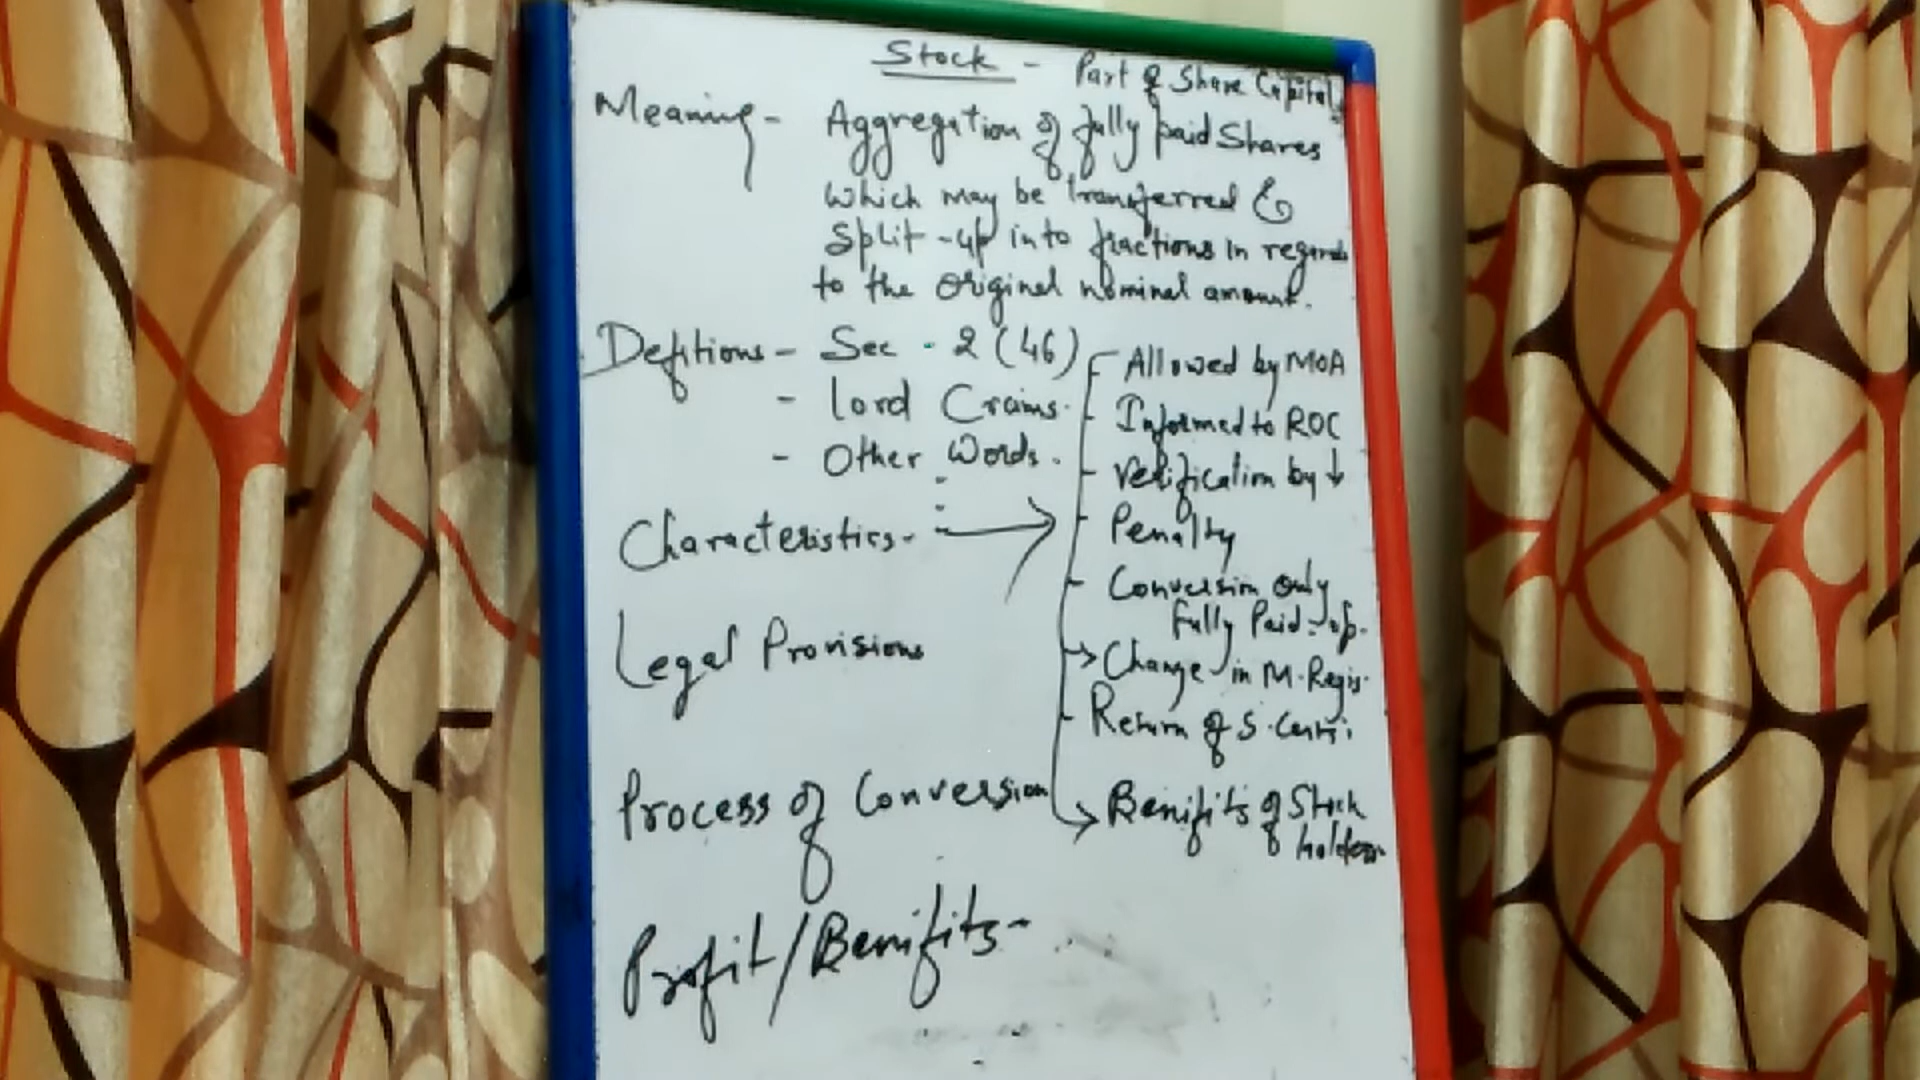 Stock - Part of Share Capital
Meaning - Aggregation of fully paid Shares
which may be transferred &
Split-up into fractions in regards
to the original nominal amount.
Defitions - Sec. 2 (46)
- Lord Crains.
- Other Words.
Characteristics.
Legal Provisions
Process of Conversion
Profit/Benifits-
- Allowed by MOA
- Informed to ROC
- Verification by ↓
- Penalty
- Conversion only
fully Paid-up.
→ Change in M.Regis.
- Return of S.Certi:
→ Benifits of Stock
holders